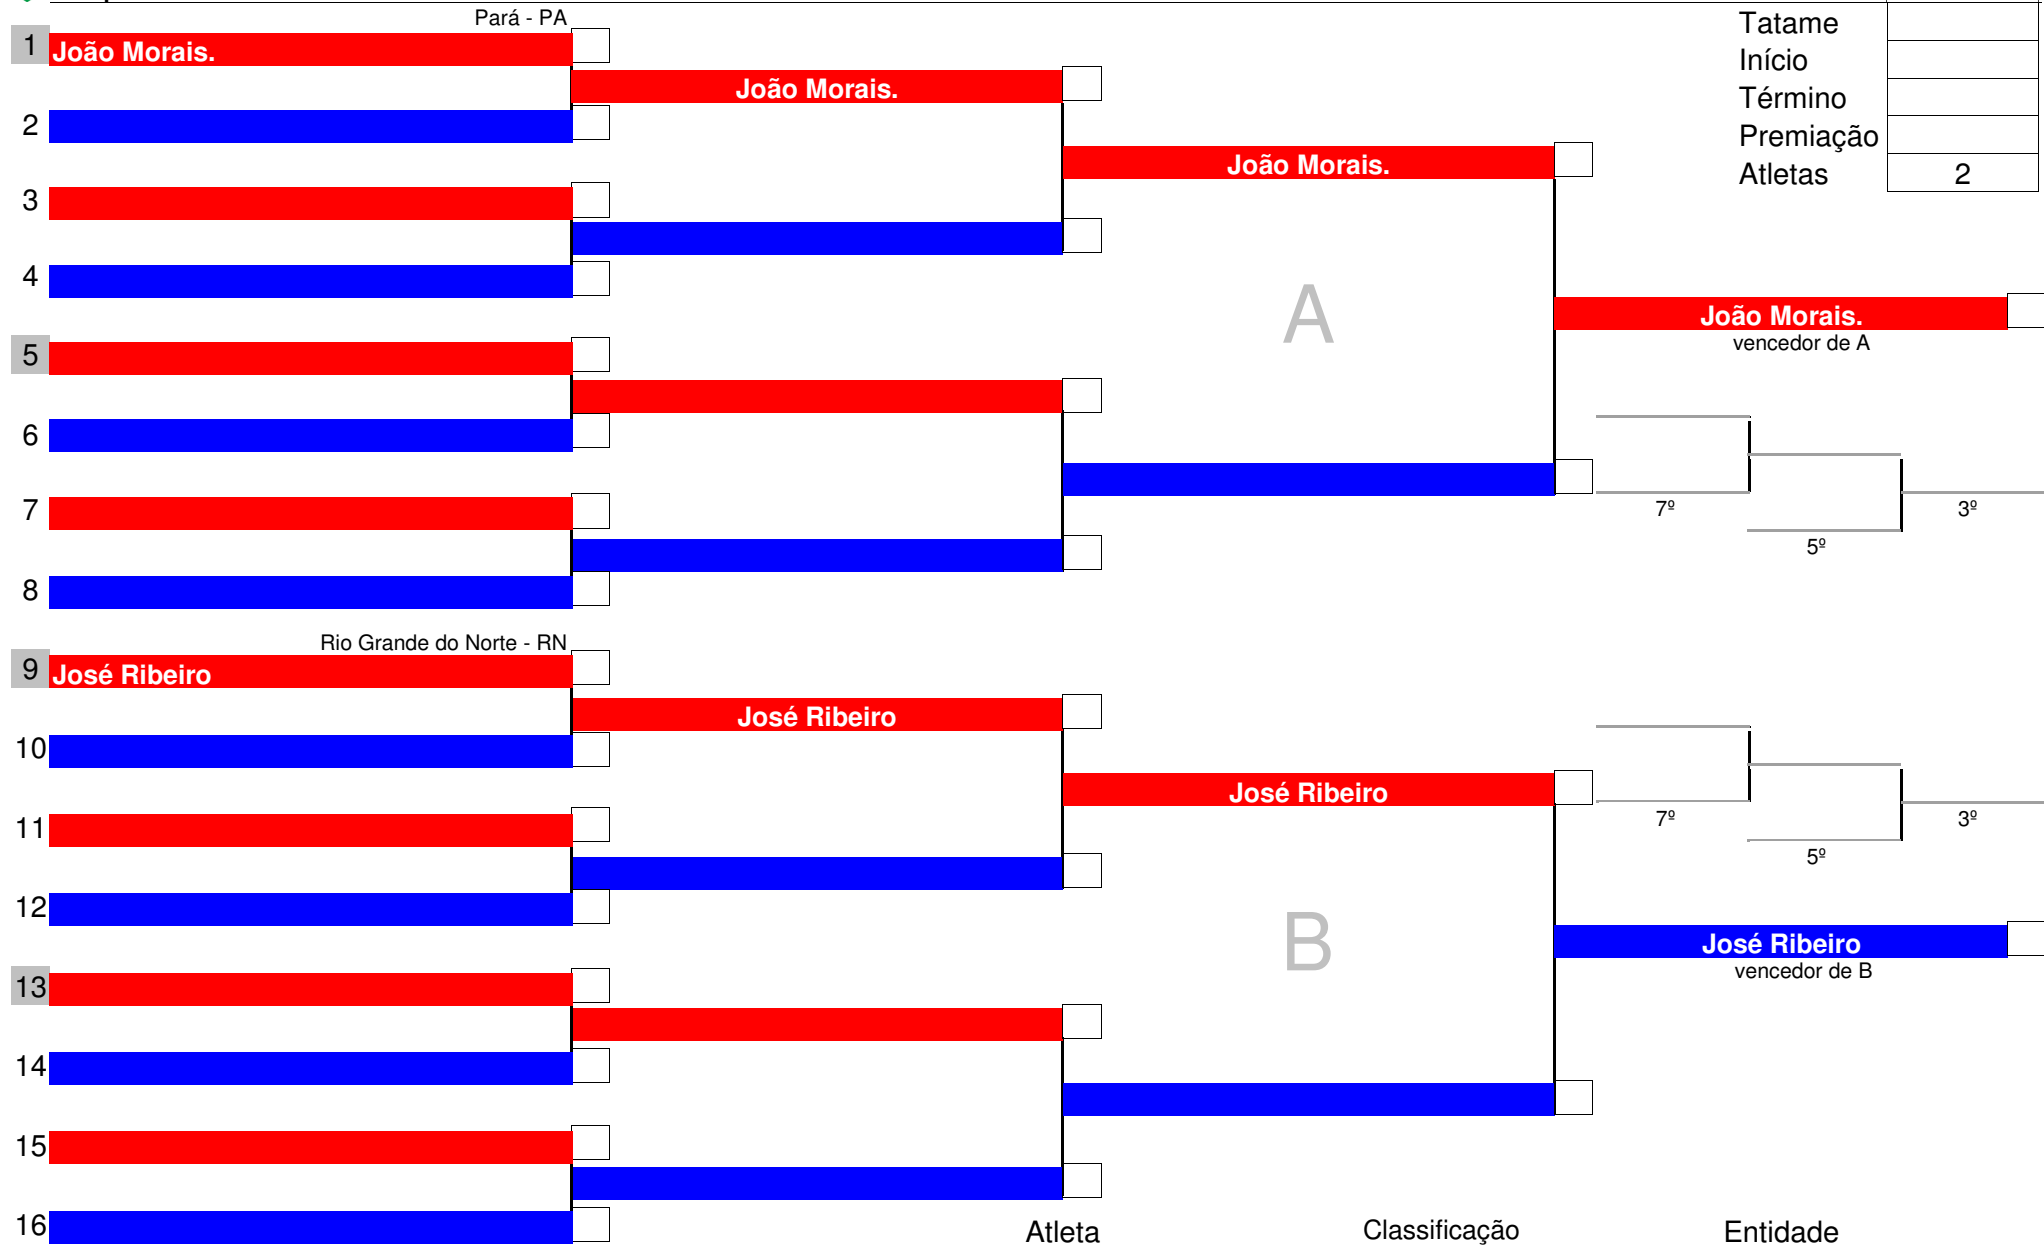 Pará - PA
Tatame
1 João Morais.
João Morais.
Início
Término
2
Premiação
João Morais.
Atletas 2
3
4
A
João Morais.
vencedor de A
5
6
7
7º 3º
5º
8
Rio Grande do Norte - RN
9 José Ribeiro
José Ribeiro
10
José Ribeiro
11
7º 3º
5º
12
B
José Ribeiro
vencedor de B
13
14
15
16
Atleta Classificação Entidade